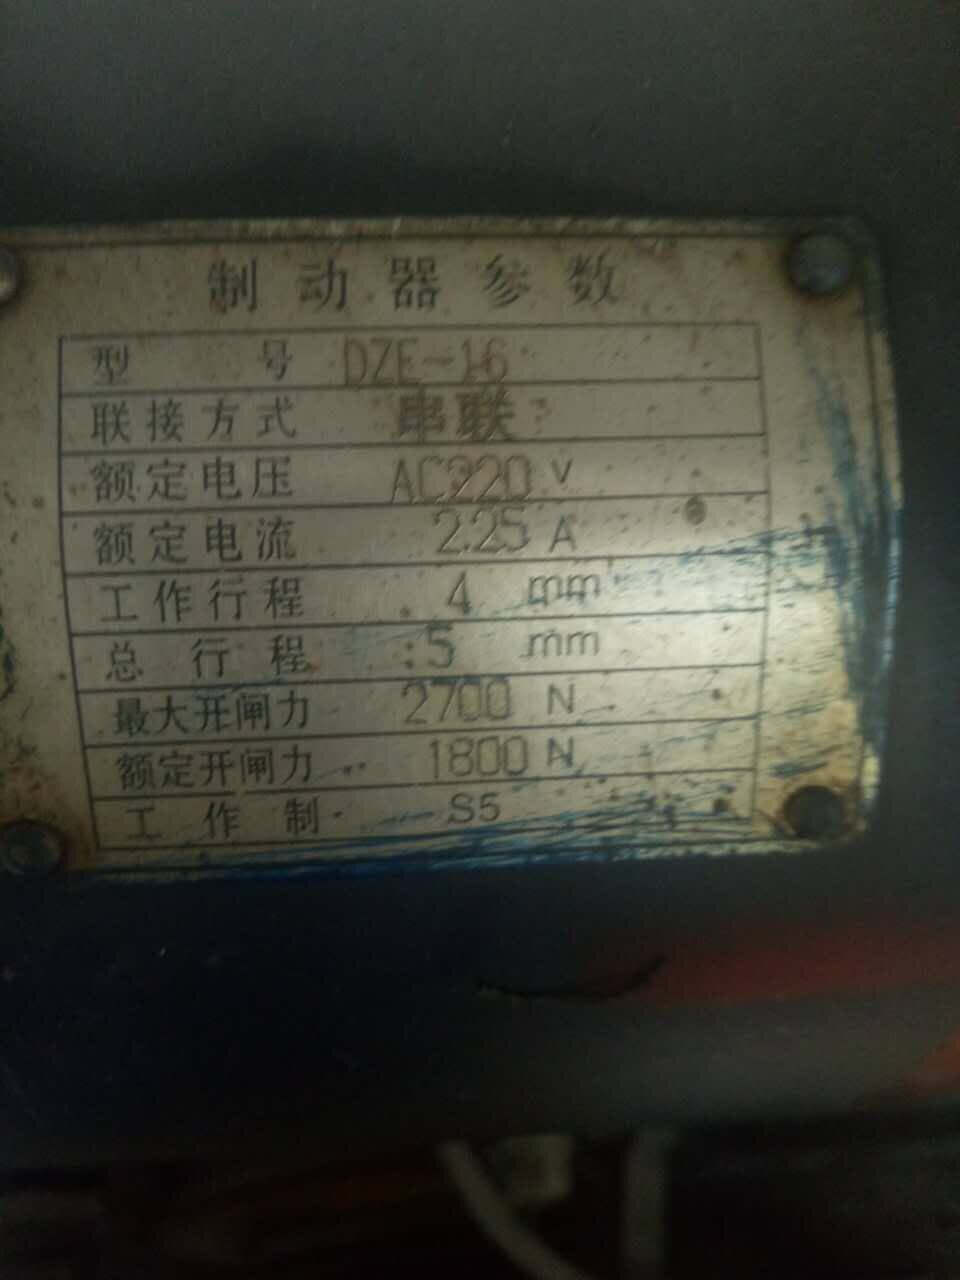 制动器参数
型号 DZE-16
联接方式 串联
额定电压 AC220 V
额定电流 2.25 A
工作行程 4 mm
总行程 5 mm
最大开闸力 2700 N
额定开闸力 1800 N
工作制 S5